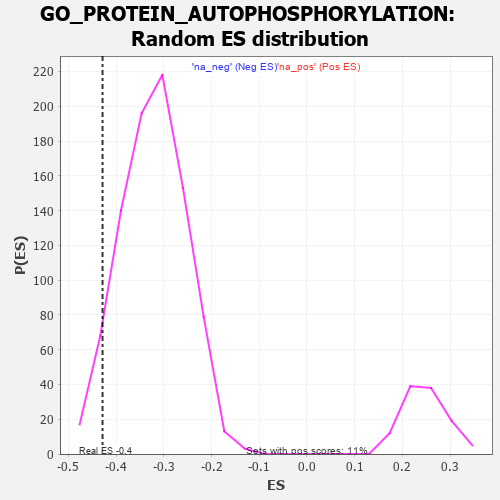 GO_PROTEIN_AUTOPHOSPHORYLATION:
Random ES distribution
'na_neg' (Neg ES) 'na_pos' (Pos ES)
220
200
180
160
140
120
100
80
60
40
20
0
P(ES)
Real ES -0.4
Sets with pos scores: 11%
-0.5 -0.4 -0.3 -0.2 -0.1 0.0 0.1 0.2 0.3
ES